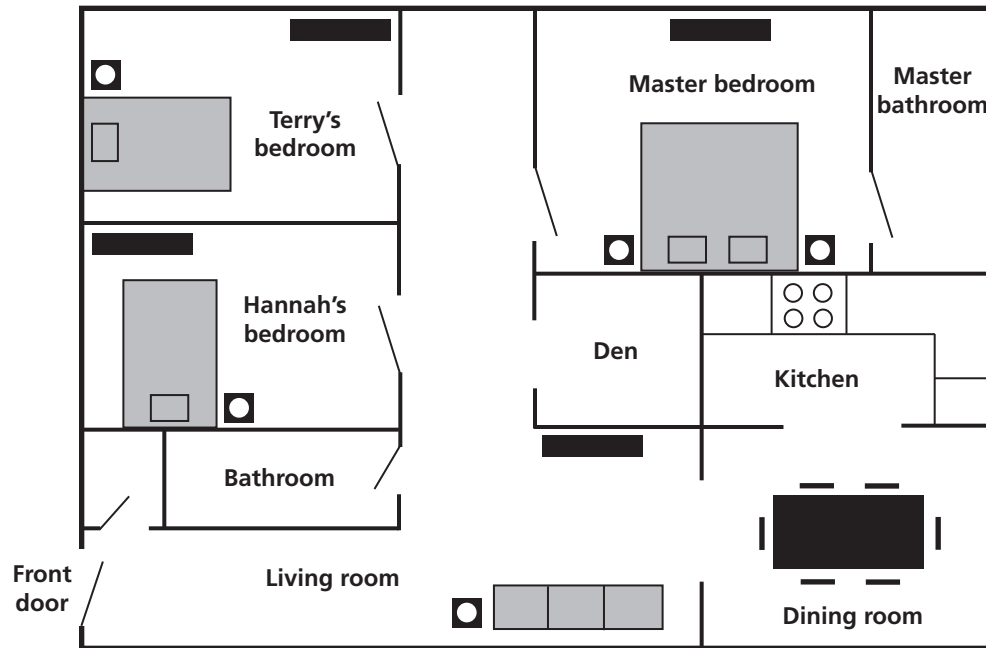 Terry's
bedroom
Master bedroom
Master
bathroom
Hannah's
bedroom
Den
Kitchen
Bathroom
Front
door
Living room
Dining room